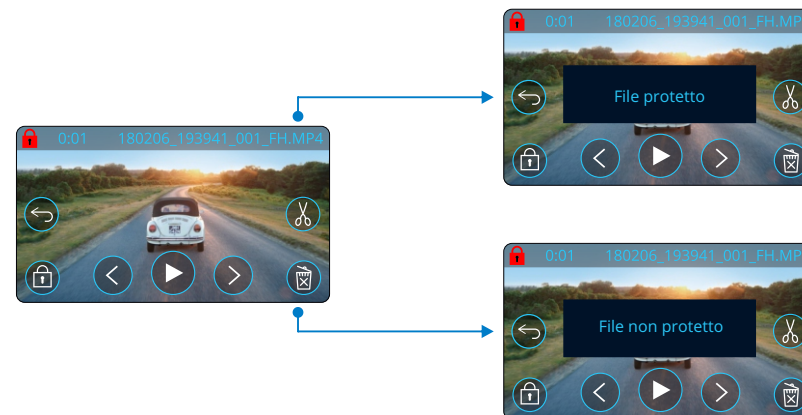 0:01 180206_193941_001_FH.MP4
0:01 180206_193941_001_FH.MP
File protetto
0:01 180206_193941_001_FH.MP
File non protetto